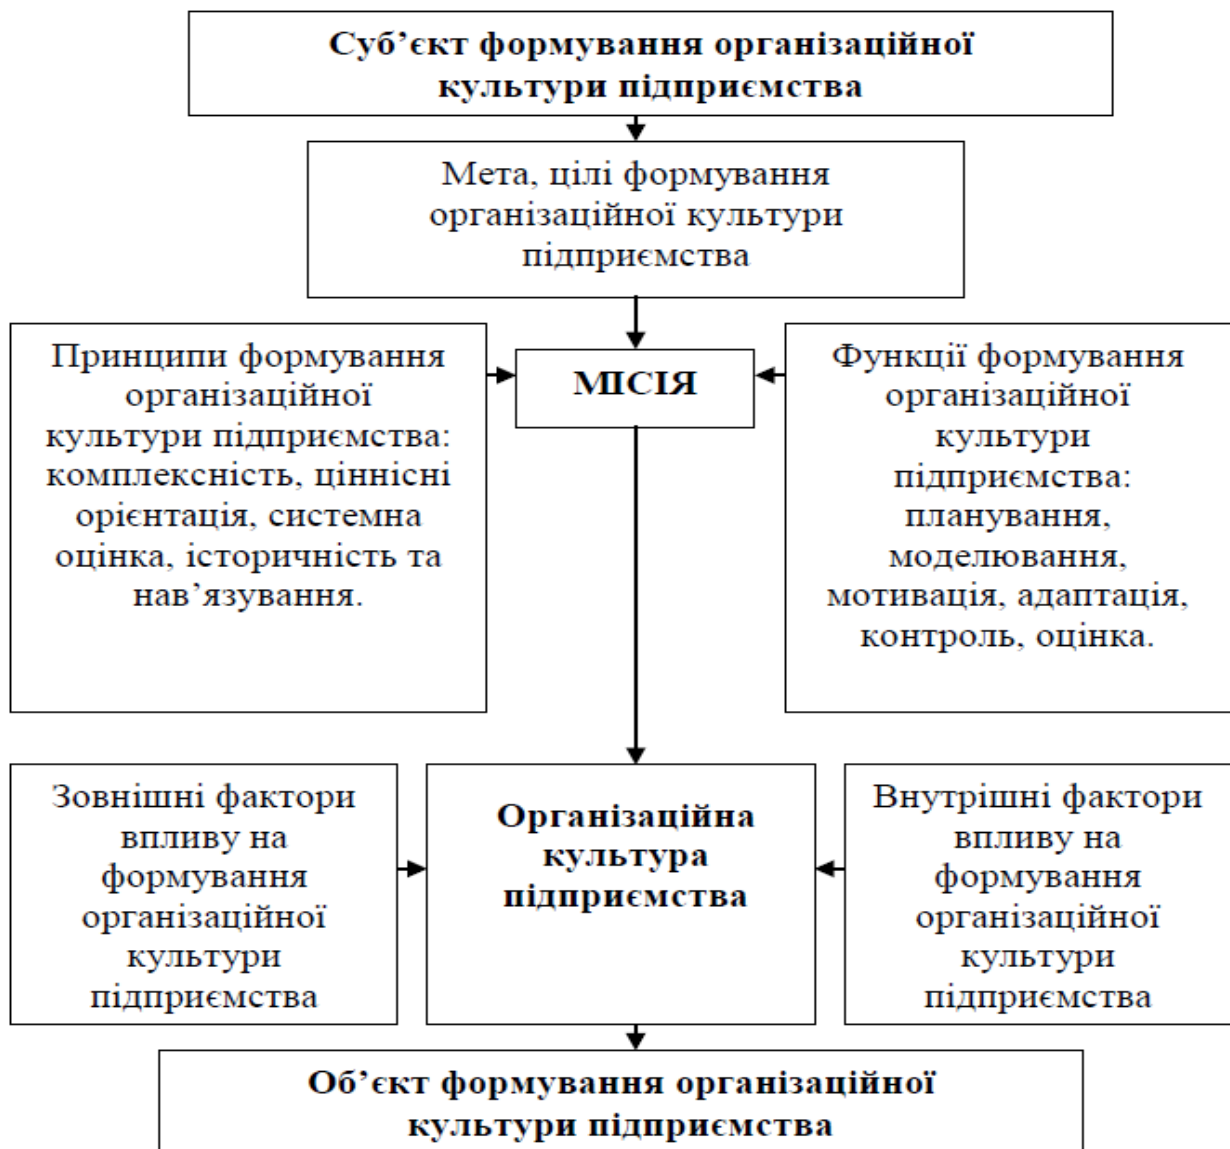 Суб’єкт формування організаційної
культури підприємства
Мета, цілі формування
організаційної культури
підприємства
Принципи формування
організаційної
культури підприємства:
комплексність, ціннісні
орієнтація, системна
оцінка, історичність та
нав’язування.
МІСІЯ
Функції формування
організаційної
культури
підприємства:
планування,
моделювання,
мотивація, адаптація,
контроль, оцінка.
Зовнішні фактори
впливу на
формування
організаційної
культури
підприємства
Організаційна
культура
підприємства
Внутрішні фактори
впливу на
формування
організаційної
культури
підприємства
Об’єкт формування організаційної
культури підприємства